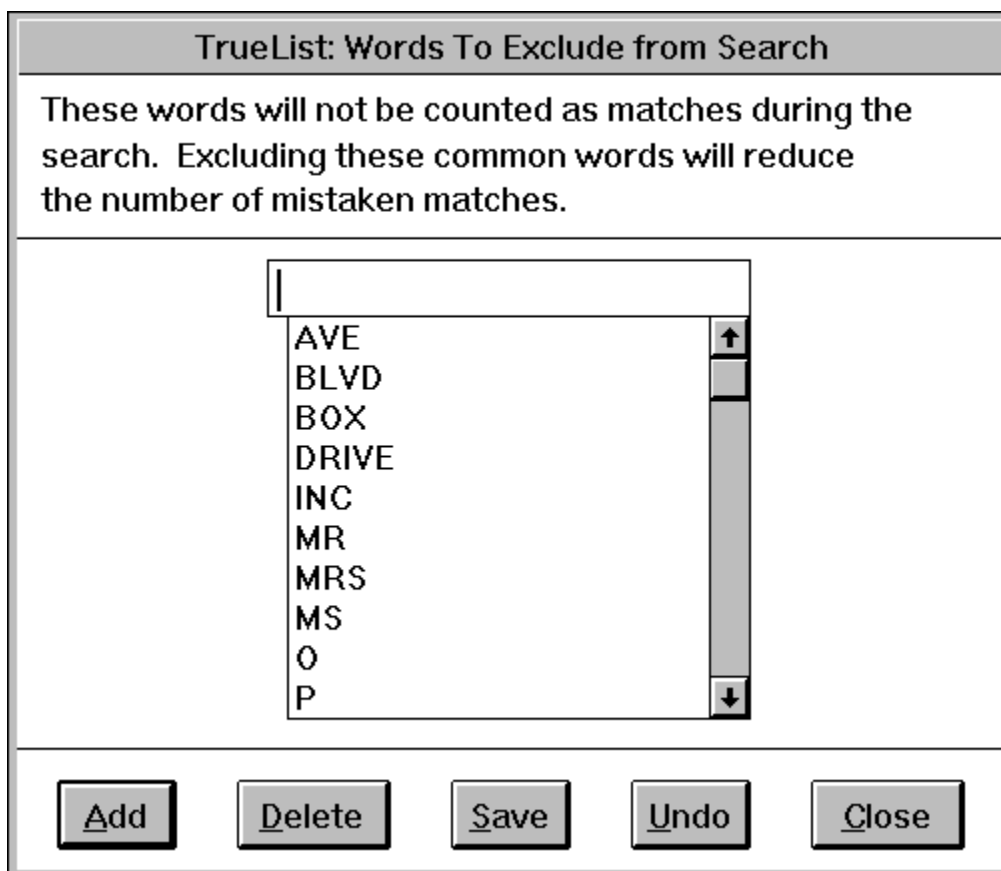 TrueList: Words To Exclude from Search
These words will not be counted as matches during the
search.  Excluding these common words will reduce
the number of mistaken matches.
AVE
BLVD
BOX
DRIVE
INC
MR
MRS
MS
O
P
Add Delete Save Undo Close